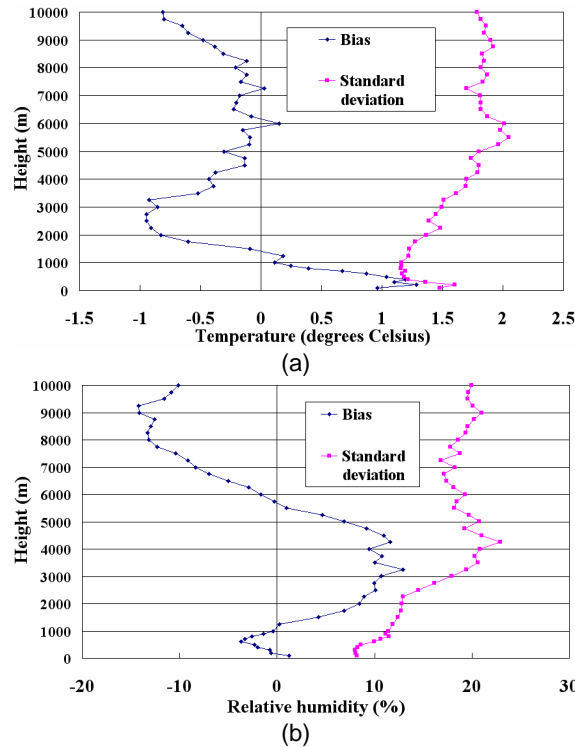 10000
9000
8000
7000
6000
5000
4000
3000
2000
1000
0
Height (m)
Bias
Standard
deviation
-1.5 -1 -0.5 0 0.5 1 1.5 2 2.5
Temperature (degrees Celsius)
(a)
10000
9000
8000
7000
6000
5000
4000
3000
2000
1000
0
Height (m)
Bias
Standard
deviation
-20 -10 0 10 20 30
Relative humidity (%)
(b)